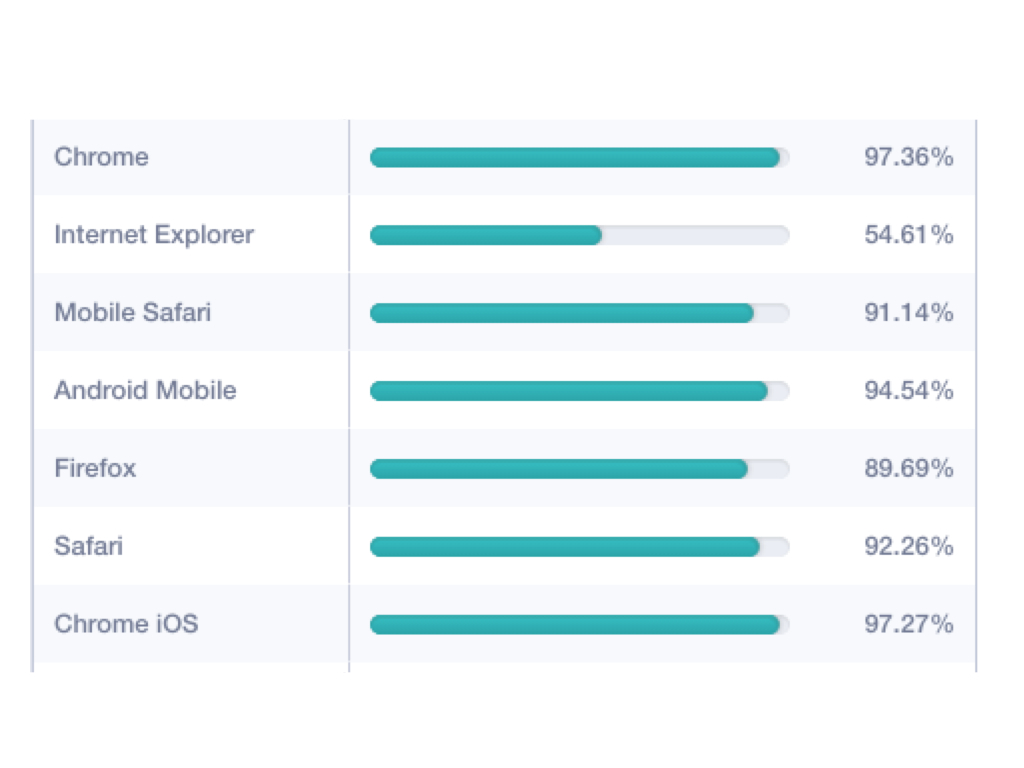 Chrome 97.36%
Internet Explorer 54.61%
Mobile Safari 91.14%
Android Mobile 94.54%
Firefox 89.69%
Safari 92.26%
Chrome iOS 97.27%